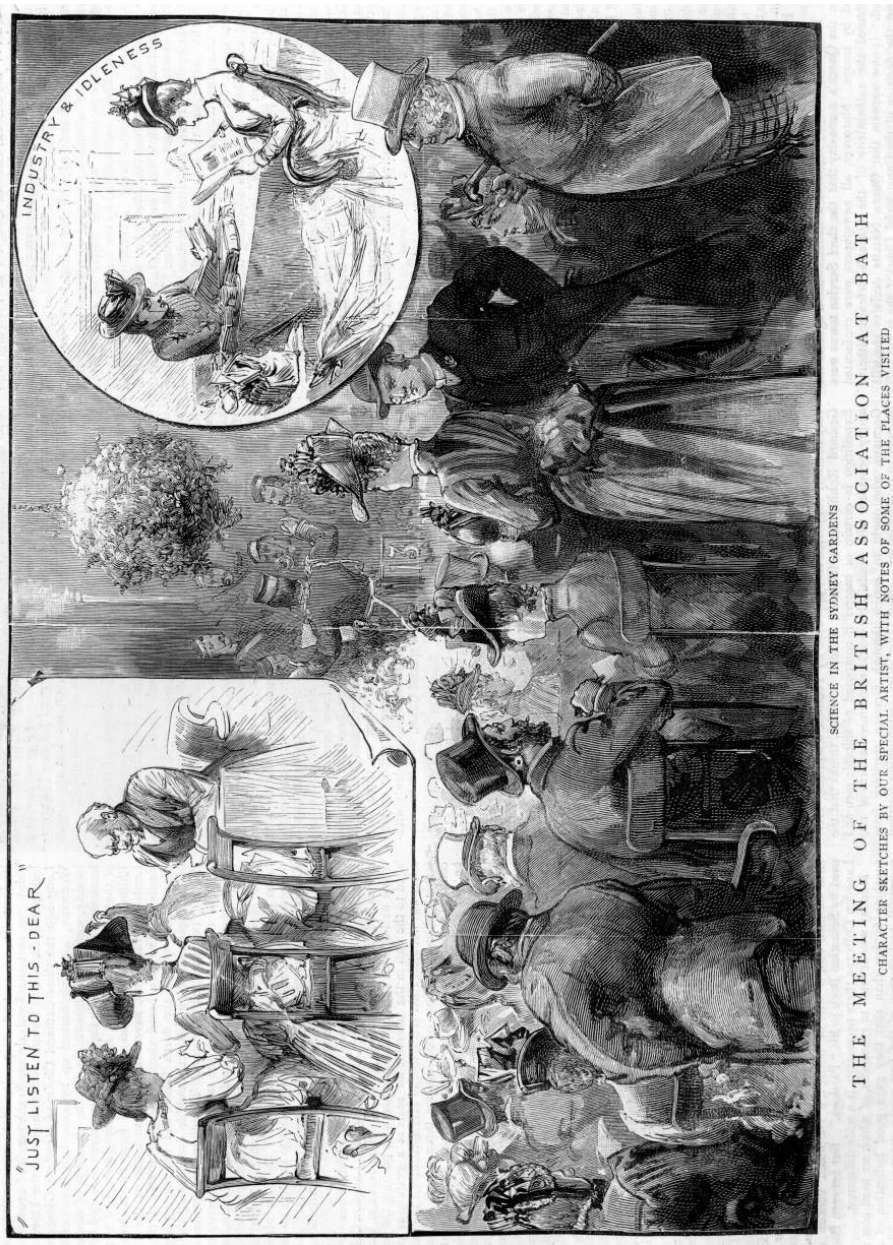 "JUST LISTEN TO THIS - DEAR"
INDUSTRY & IDLENESS
3
SCIENCE IN THE SYDNEY GARDENS
THE MEETING OF THE BRITISH ASSOCIATION AT BATH
CHARACTER SKETCHES BY OUR SPECIAL ARTIST, WITH NOTES OF SOME OF THE PLACES VISITED